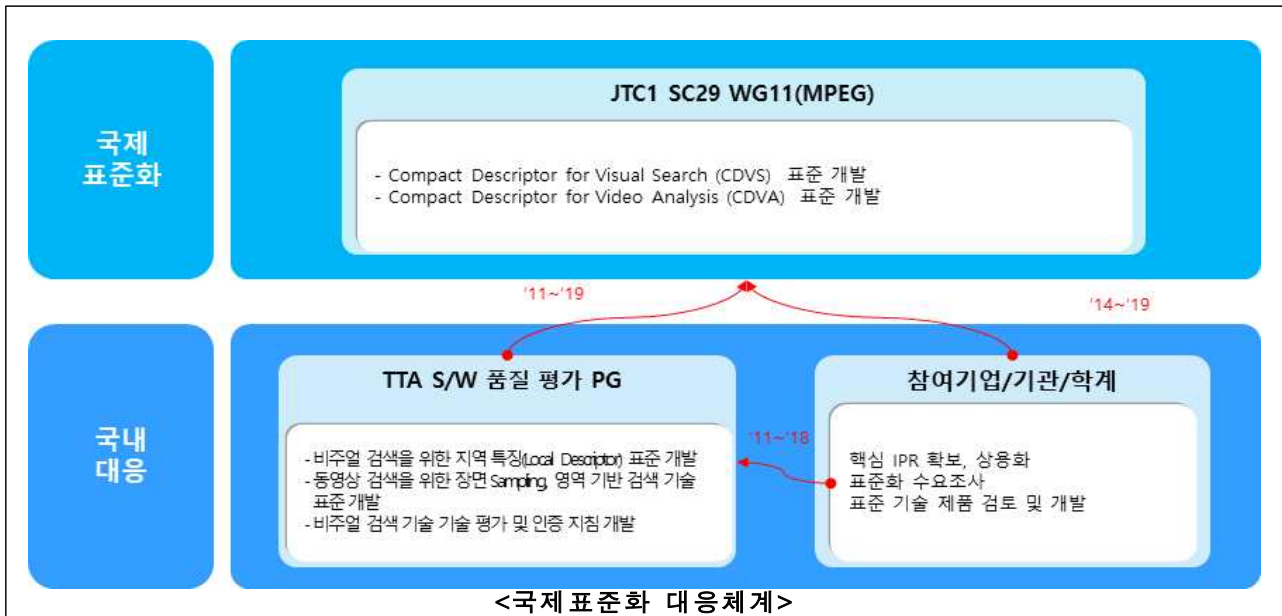 국제
표준화
JTC1 SC29 WG11(MPEG)
- Compact Descriptor for Visual Search (CDVS) 표준 개발
- Compact Descriptor for Video Analysis (CDVA) 표준 개발
'11~'19
'14~'19
국내
대응
TTA S/W 품질 평가 PG
- 비주얼 검색을 위한 지역 특징(Local Descriptor) 표준 개발
- 동영상 검색을 위한 장면 Sampling, 영역 기반 검색 기술
표준 개발
- 비주얼 검색 기술 기술 평가 및 인증 지침 개발
'11~'18
참여기업/기관/학계
핵심 IPR 확보, 상용화
표준화 수요조사
표준 기술 제품 검토 및 개발
<국제표준화 대응체계>